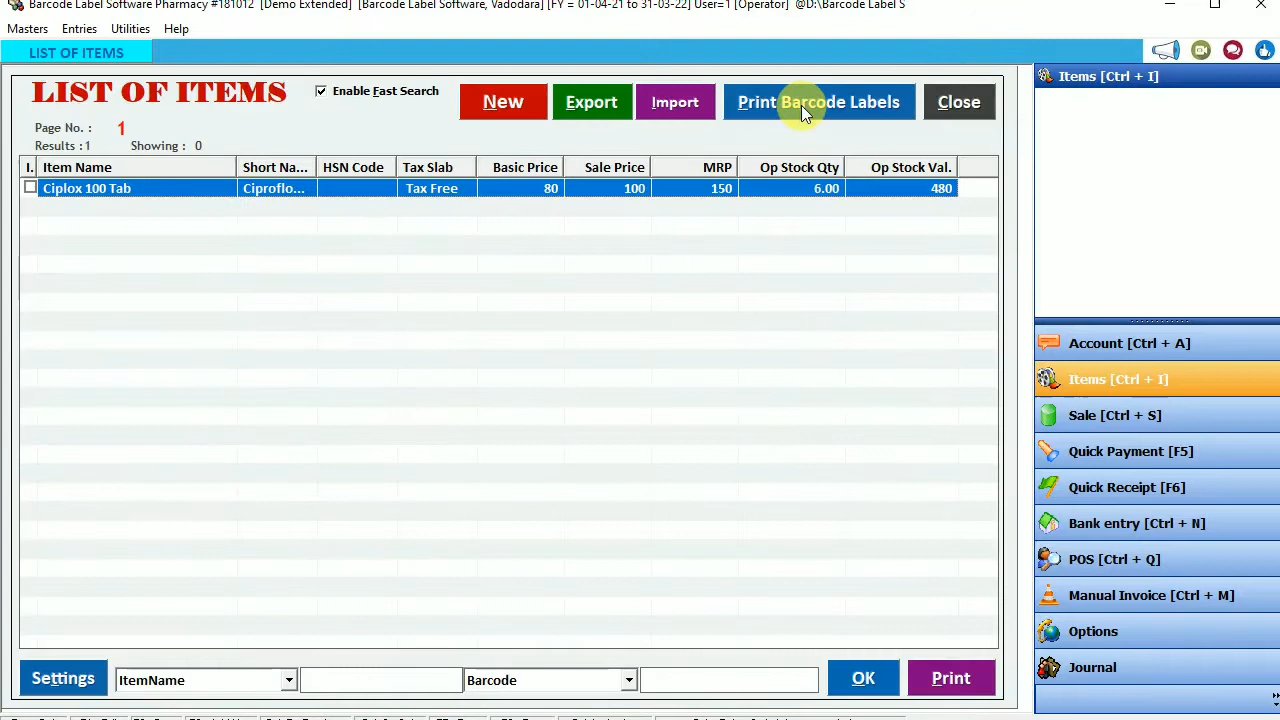 Barcode Label Software Pharmacy #181012 [Demo Extended] [Barcode Label Software, Vadodara] [FY = 01-04-21 to 31-03-22] User=1 [Operator] @D:\Barcode Label S
Masters Entries Utilities Help
LIST OF ITEMS
LIST OF ITEMS
Enable Fast Search
New Export Import Print Barcode Labels Close
Page No. : 1
Results : 1 Showing : 0
I. Item Name Short Na... HSN Code Tax Slab Basic Price Sale Price MRP Op Stock Qty Op Stock Val.
Ciplox 100 Tab Ciproflo... Tax Free 80 100 150 6.00 480
Settings ItemName Barcode OK Print
Items [Ctrl + I]
Account [Ctrl + A]
Items [Ctrl + I]
Sale [Ctrl + S]
Quick Payment [F5]
Quick Receipt [F6]
Bank entry [Ctrl + N]
POS [Ctrl + Q]
Manual Invoice [Ctrl + M]
Options
Journal